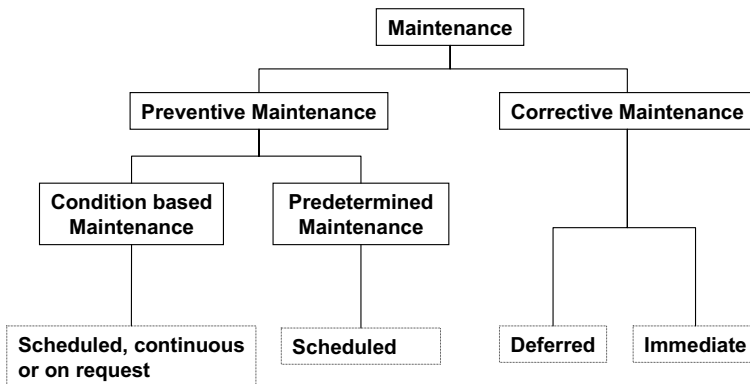 Maintenance
Preventive Maintenance
Corrective Maintenance
Condition based
Maintenance
Predetermined
Maintenance
Scheduled, continuous
or on request
Scheduled
Deferred
Immediate